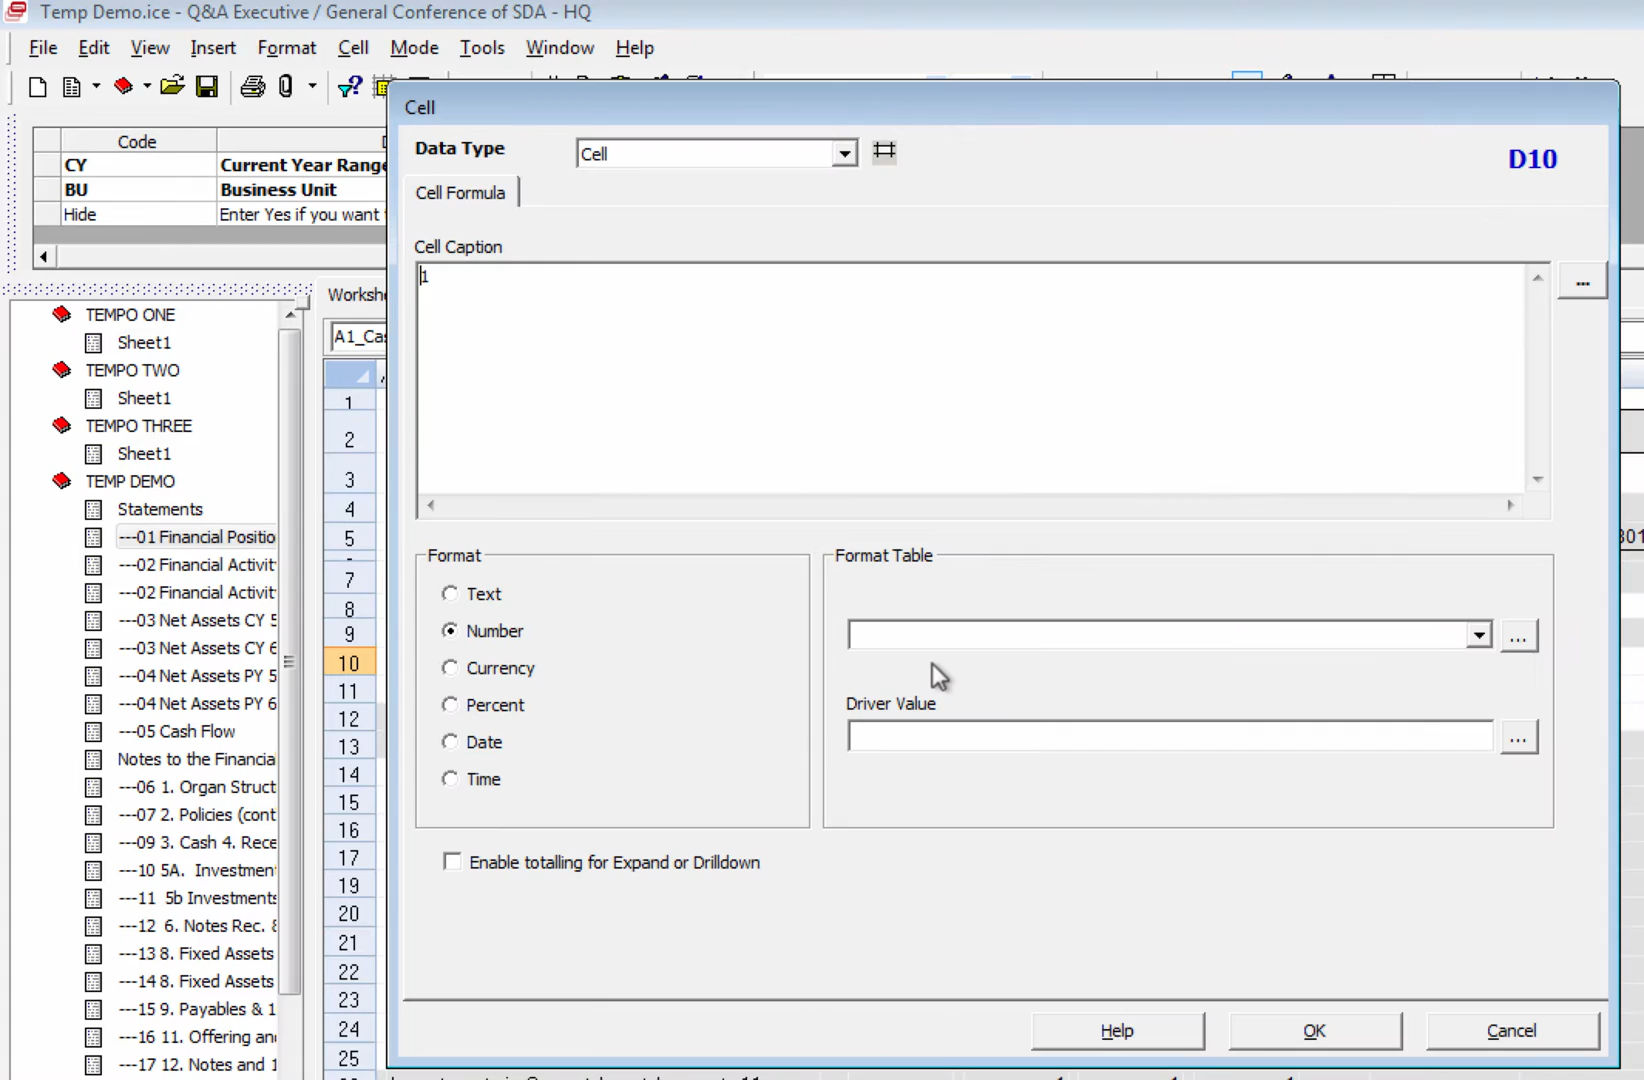 Temp Demo.ice - Q&A Executive / General Conference of SDA - HQ
File Edit View Insert Format Cell Mode Tools Window Help
Code
CY Current Year Range
BU Business Unit
Hide Enter Yes if you want
TEMPO ONE
Sheet1
TEMPO TWO
Sheet1
TEMPO THREE
Sheet1
TEMP DEMO
Statements
---01 Financial Positio
---02 Financial Activit
---02 Financial Activit
---03 Net Assets CY 5
---03 Net Assets CY 6
---04 Net Assets PY 5
---04 Net Assets PY 6
---05 Cash Flow
Notes to the Financia
---06 1. Organ Struct
---07 2. Policies (cont
---09 3. Cash 4. Rece
---10 5A. Investment
---11 5b Investments
---12 6. Notes Rec. &
---13 8. Fixed Assets
---14 8. Fixed Assets
---15 9. Payables & 1
---16 11. Offering an
---17 12. Notes and 1
Workshe
A1_Cas
1
2
3
4
5
7
8
9
10
11
12
13
14
15
16
17
19
20
21
22
23
24
25
Cell
Data Type Cell D10
Cell Formula
Cell Caption
1
...
Format
Text
Number
Currency
Percent
Date
Time
Format Table
...
Driver Value
...
Enable totalling for Expand or Drilldown
Help OK Cancel
301